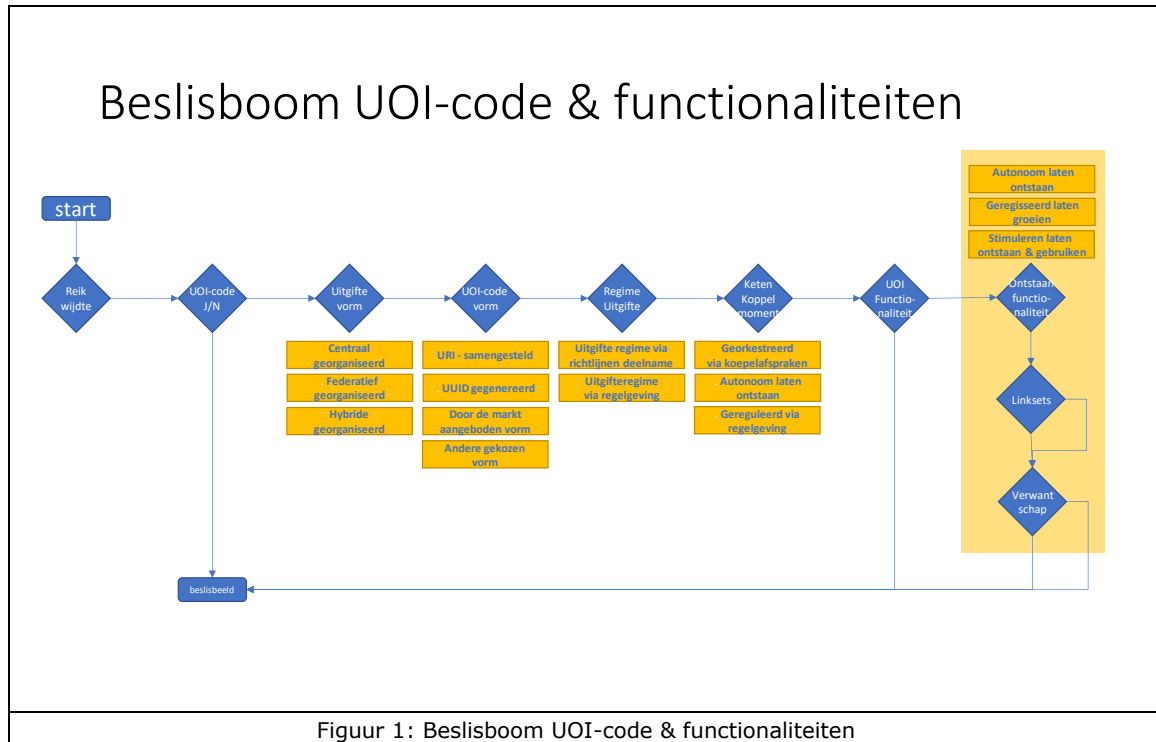 Beslisboom UOI-code & functionaliteiten
start
Reik
wijdte
UOI-code
J/N
Uitgifte
vorm
UOI-code
vorm
Regime
Uitgifte
Keten
Koppel
moment
UOI
Functio-
naliteit
Autonoom laten
ontstaan
Geregisseerd laten
groeien
Stimuleren laten
ontstaan & gebruiken
Ontstaan
functio-
naliteit
Centraal
georganiseerd
. Federatief
georganiseerd
Hybride
georganiseerd
URI - samengesteld
. UUID gegenereerd
Door de markt
aangeboden vorm
Andere gekozen
vorm
Uitgifte regime via
richtlijnen deelname
Uitgifteregime
via regelgeving
Georkestreerd
via koepelafspraken
. Autonoom laten
ontstaan
. Gereguleerd via
regelgeving
Linksets
Verwant
schap
beslisbeeld
Figuur 1: Beslisboom UOI-code & functionaliteiten